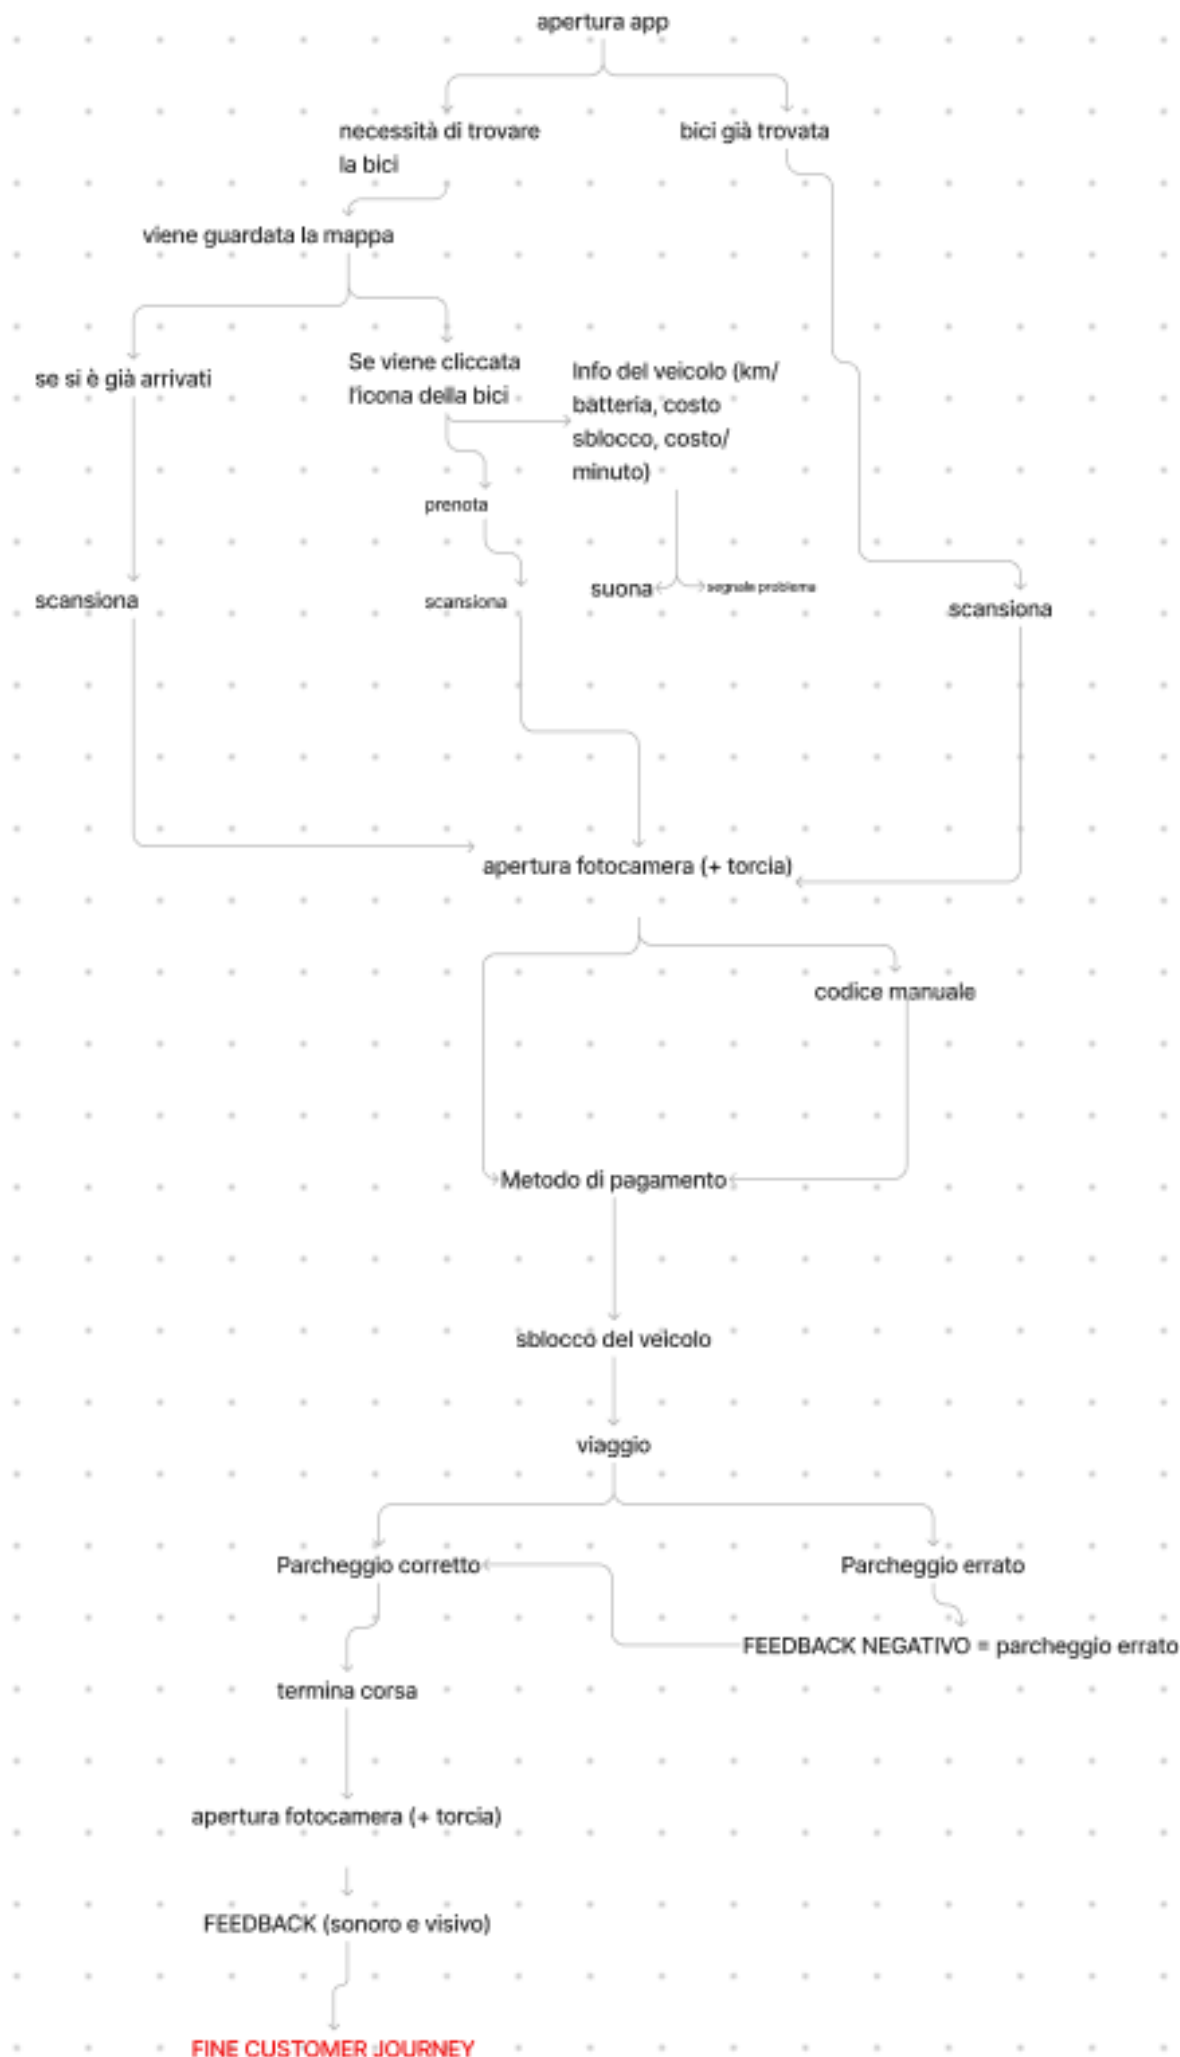 apertura app
necessità di trovare
la bici
bici già trovata
viene guardata la mappa
se si è già arrivati
Se viene cliccata
l'icona della bici
Info del veicolo (km/
batteria, costo
sblocco, costo/
minuto)
prenota
suona
segnale problema
scansiona
scansiona
scansiona
apertura fotocamera (+ torcia)
codice manuale
Metodo di pagamento
sblocco del veicolo
viaggio
Parcheggio corretto
Parcheggio errato
FEEDBACK NEGATIVO = parcheggio errato
termina corsa
apertura fotocamera (+ torcia)
FEEDBACK (sonoro e visivo)
FINE CUSTOMER JOURNEY